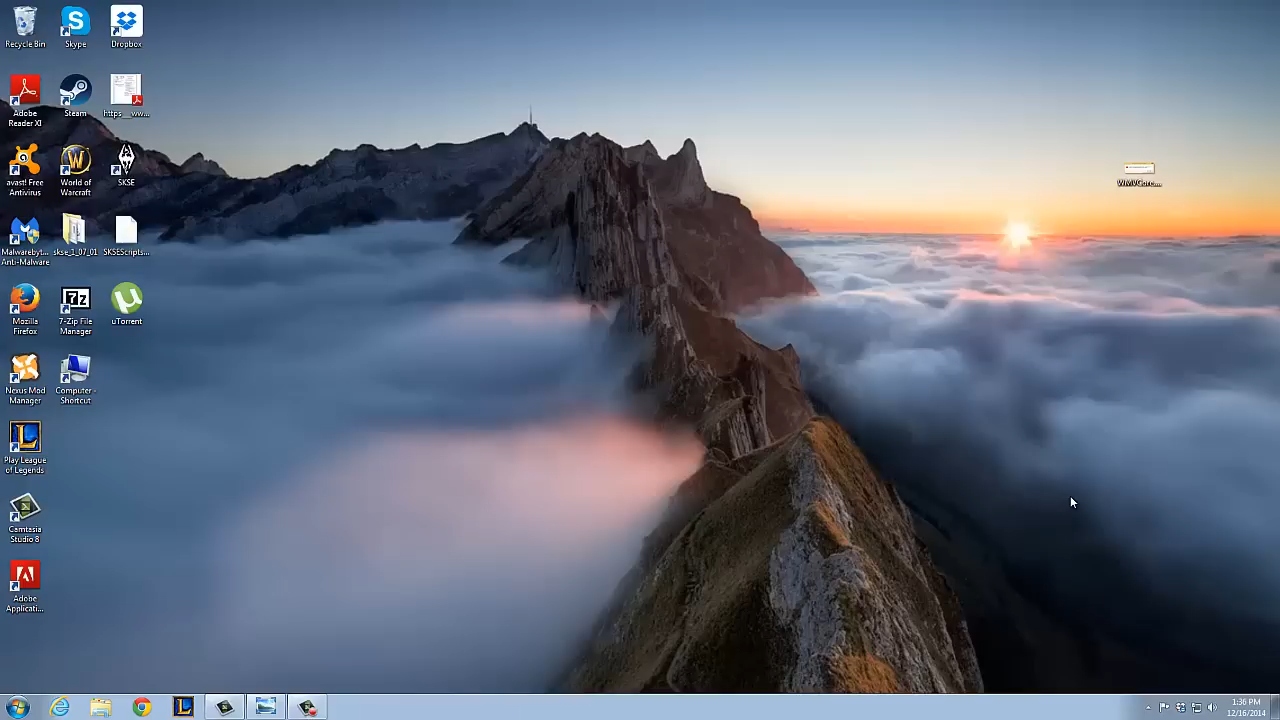 Recycle Bin
Skype
Dropbox
Adobe
Reader XI
Steam
https__ww...
avast! Free
Antivirus
World of
Warcraft
SKSE
Malwarebyt...
Anti-Malware
skse_1_07_01
SKSEScripts...
Mozilla
Firefox
7-Zip File
Manager
uTorrent
Nexus Mod
Manager
Computer -
Shortcut
Play League
of Legends
Camtasia
Studio 8
Adobe
Applicati...
WMVCore....
1:36 PM
12/16/2014